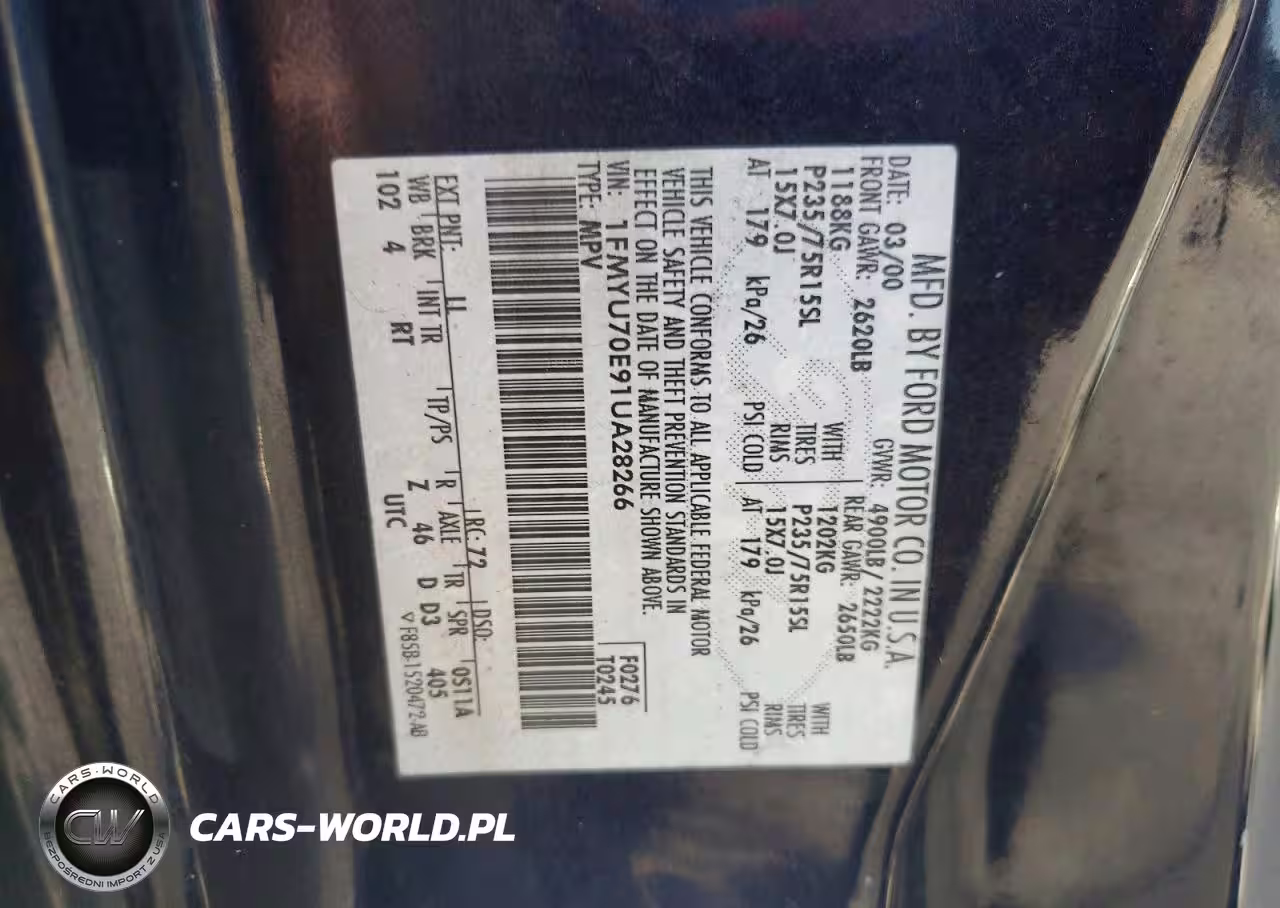 MFD. BY FORD MOTOR CO. IN U.S.A.
DATE: 03/00 GVWR: 4900LB/ 2222KG
FRONT GAWR: 2620LB REAR GAWR: 2650LB
1188KG WITH 1202KG WITH
P235/75R15SL TIRES P235/75R15SL TIRES
15X7.0J RIMS 15X7.0J RIMS
AT 179 kPa/26 PSI COLD AT 179 kPa/26 PSI COLD
THIS VEHICLE CONFORMS TO ALL APPLICABLE FEDERAL MOTOR
VEHICLE SAFETY AND THEFT PREVENTION STANDARDS IN
EFFECT ON THE DATE OF MANUFACTURE SHOWN ABOVE.
VIN: 1FMYU70E91UA28266 F0276
TYPE: MPV T0245
EXT PNT: LL RC: 72 DSO:
WB BRK INT TR TP/PS R AXLE TR SPR 0S11A
102 4 RT Z 46 D D3 405
UTC ▽ F85B-1520472-AB
CARS-WORLD
CW
BEZPOŚREDNI IMPORT Z USA
CARS-WORLD.PL